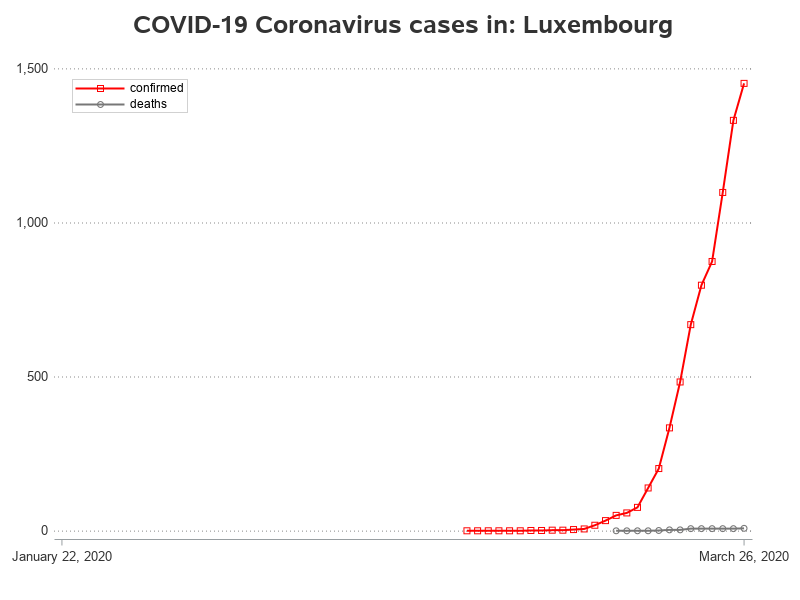 COVID-19 Coronavirus cases in: Luxembourg
1,500
confirmed
deaths
1,000
500
0
January 22, 2020
March 26, 2020